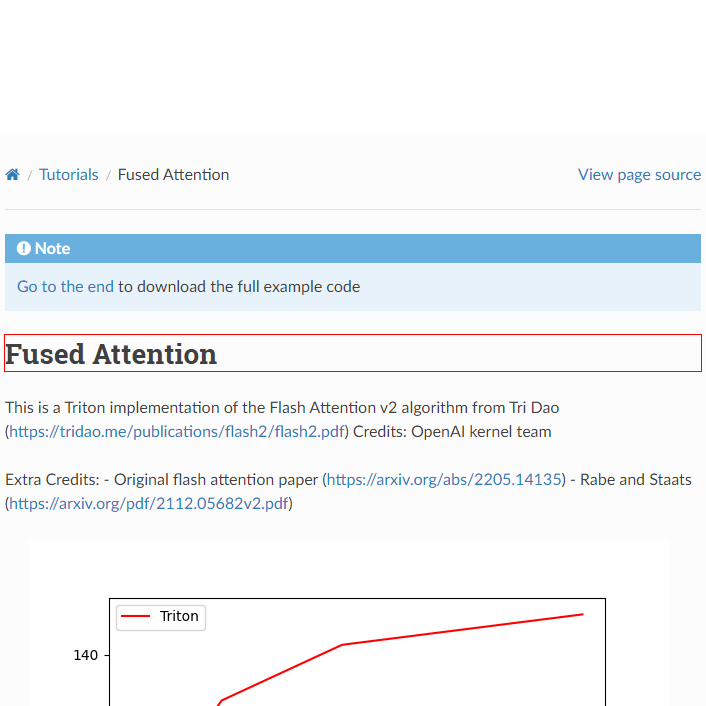 / Tutorials / Fused Attention View page source
Note
Go to the end to download the full example code
Fused Attention
This is a Triton implementation of the Flash Attention v2 algorithm from Tri Dao
(https://tridao.me/publications/flash2/flash2.pdf) Credits: OpenAI kernel team
Extra Credits: - Original flash attention paper (https://arxiv.org/abs/2205.14135) - Rabe and Staats
(https://arxiv.org/pdf/2112.05682v2.pdf)
Triton
140